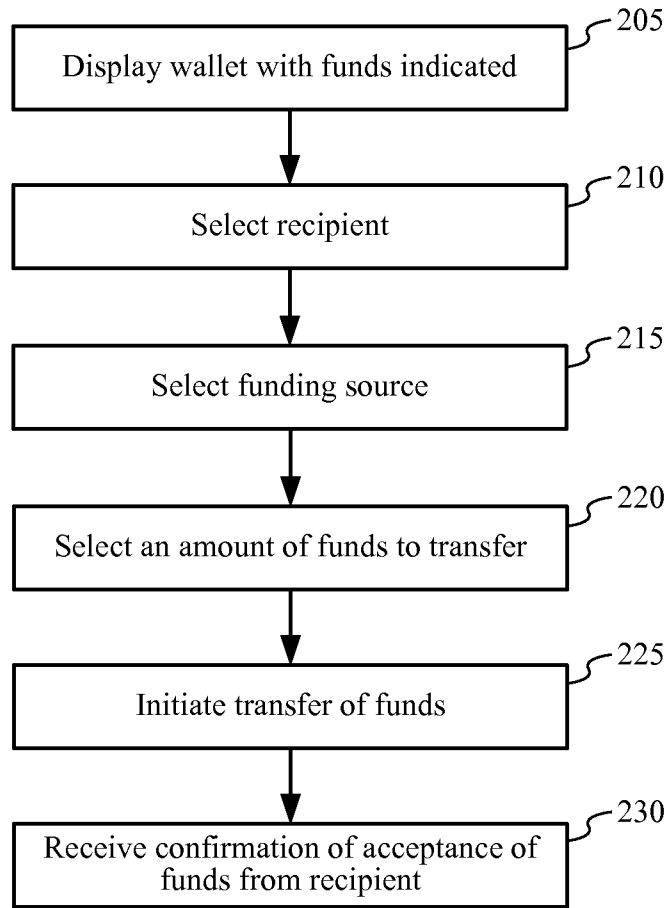 205
Display wallet with funds indicated
210
Select recipient
215
Select funding source
220
Select an amount of funds to transfer
225
Initiate transfer of funds
230
Receive confirmation of acceptance of
funds from recipient